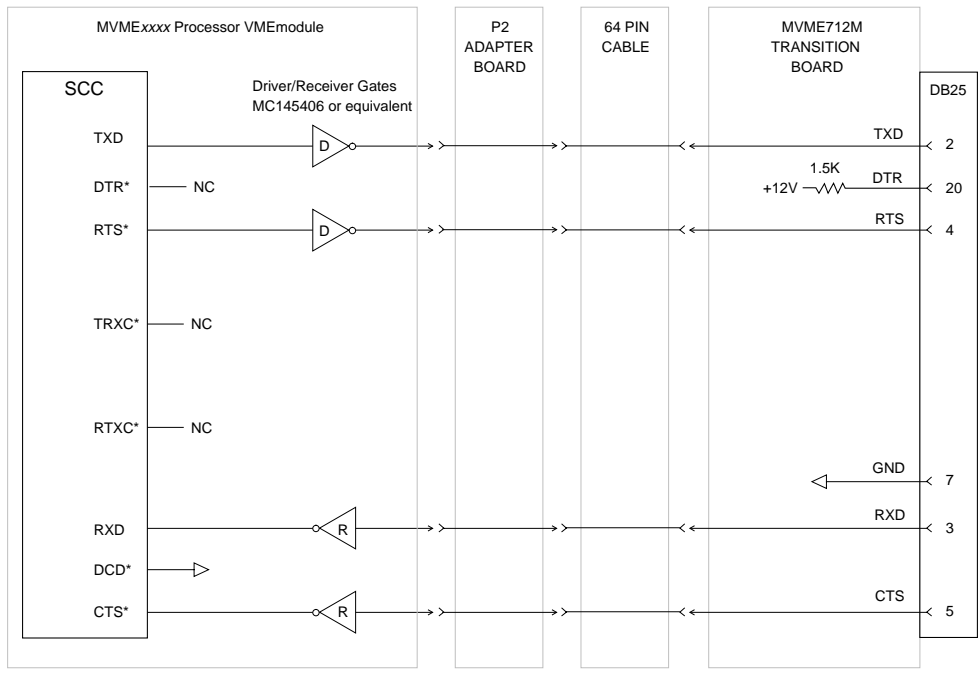 MVMExxxx Processor VMEmodule
P2
ADAPTER
BOARD
64 PIN
CABLE
MVME712M
TRANSITION
BOARD
SCC
Driver/Receiver Gates
MC145406 or equivalent
DB25
TXD
D
TXD
2
DTR*
NC
+12V
1.5K
DTR
20
RTS*
D
RTS
4
TRXC*
NC
RTXC*
NC
GND
7
RXD
R
RXD
3
DCD*
CTS*
R
CTS
5